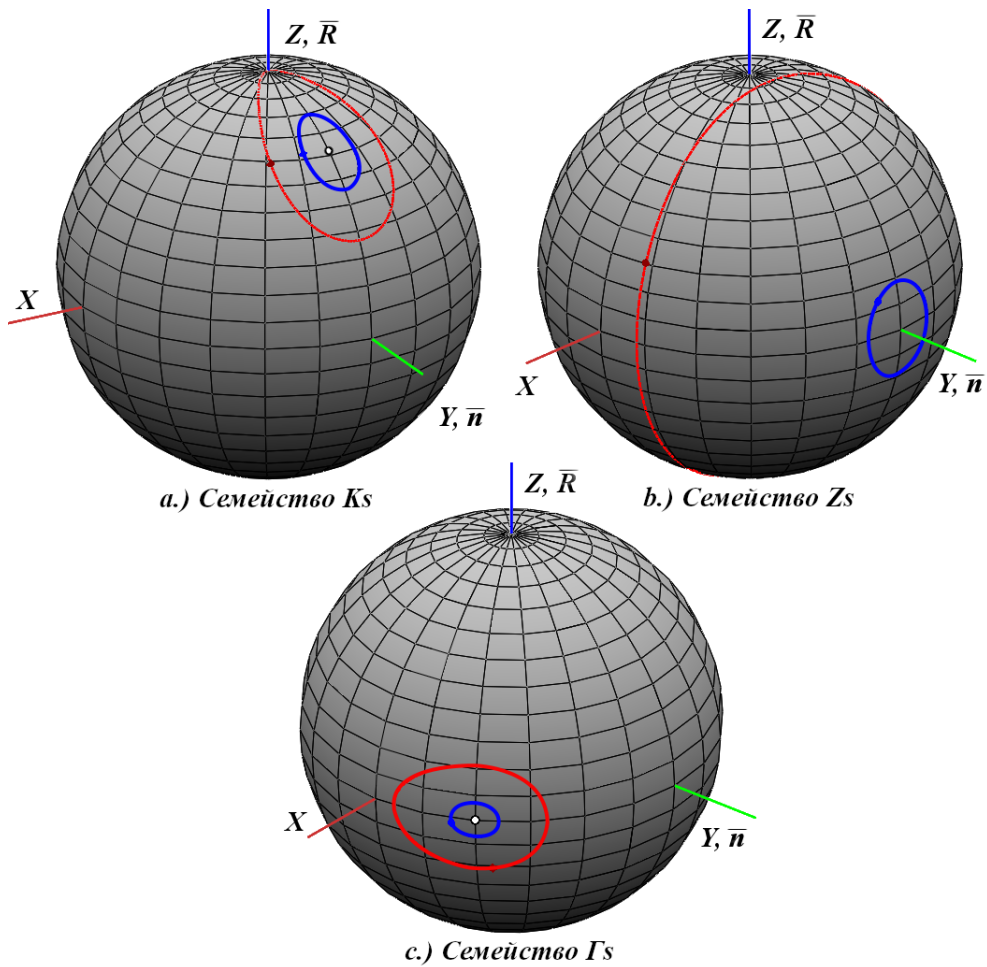 Z, R̅
X
Y, n̅
a.) Семейство Ks
Z, R̅
X
Y, n̅
b.) Семейство Zs
Z, R̅
X
Y, n̅
c.) Семейство Гs